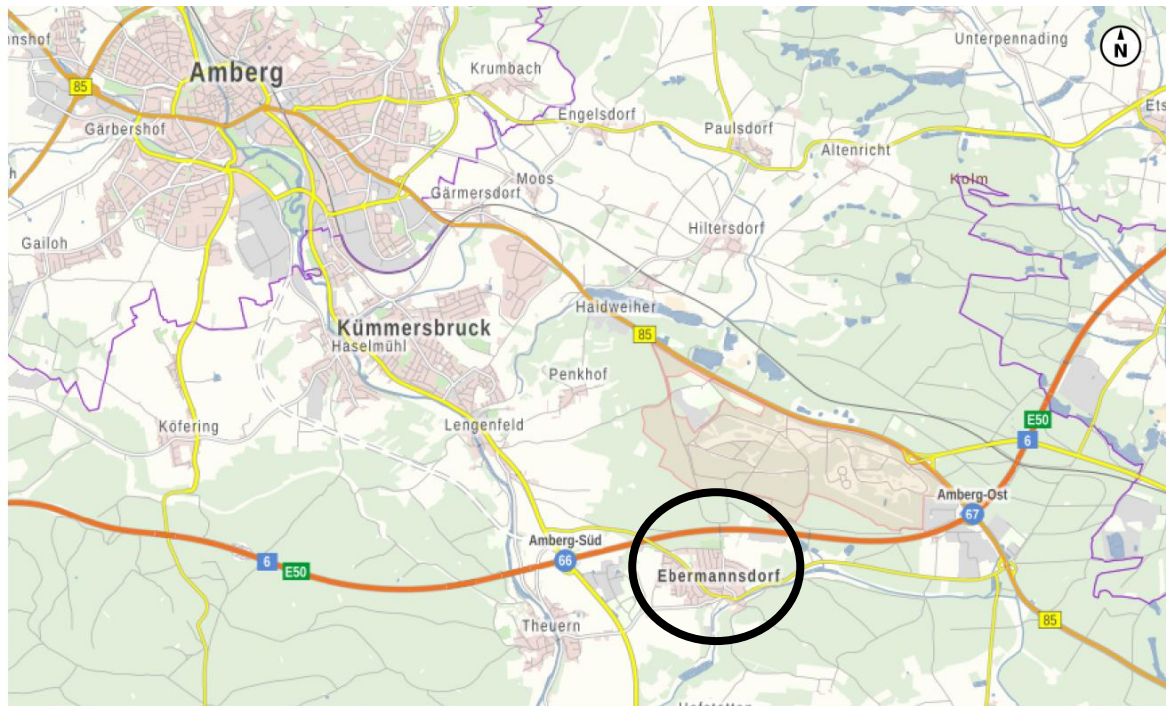 nnshof
Amberg
Krumbach
Unterpennading
N
85
Gärbershof
Engelsdorf
Paulsdorf
Ets
Altenricht
h
Moos
Kolm
Gärmersdorf
Gailoh
Hiltersdorf
Haidweiher
Kümmersbruck
Haselmühl
85
Penkhof
E50
Köfering
Lengenfeld
6
Amberg-Ost
67
Amberg-Süd
6
E50
66
Ebermannsdorf
Theuern
85